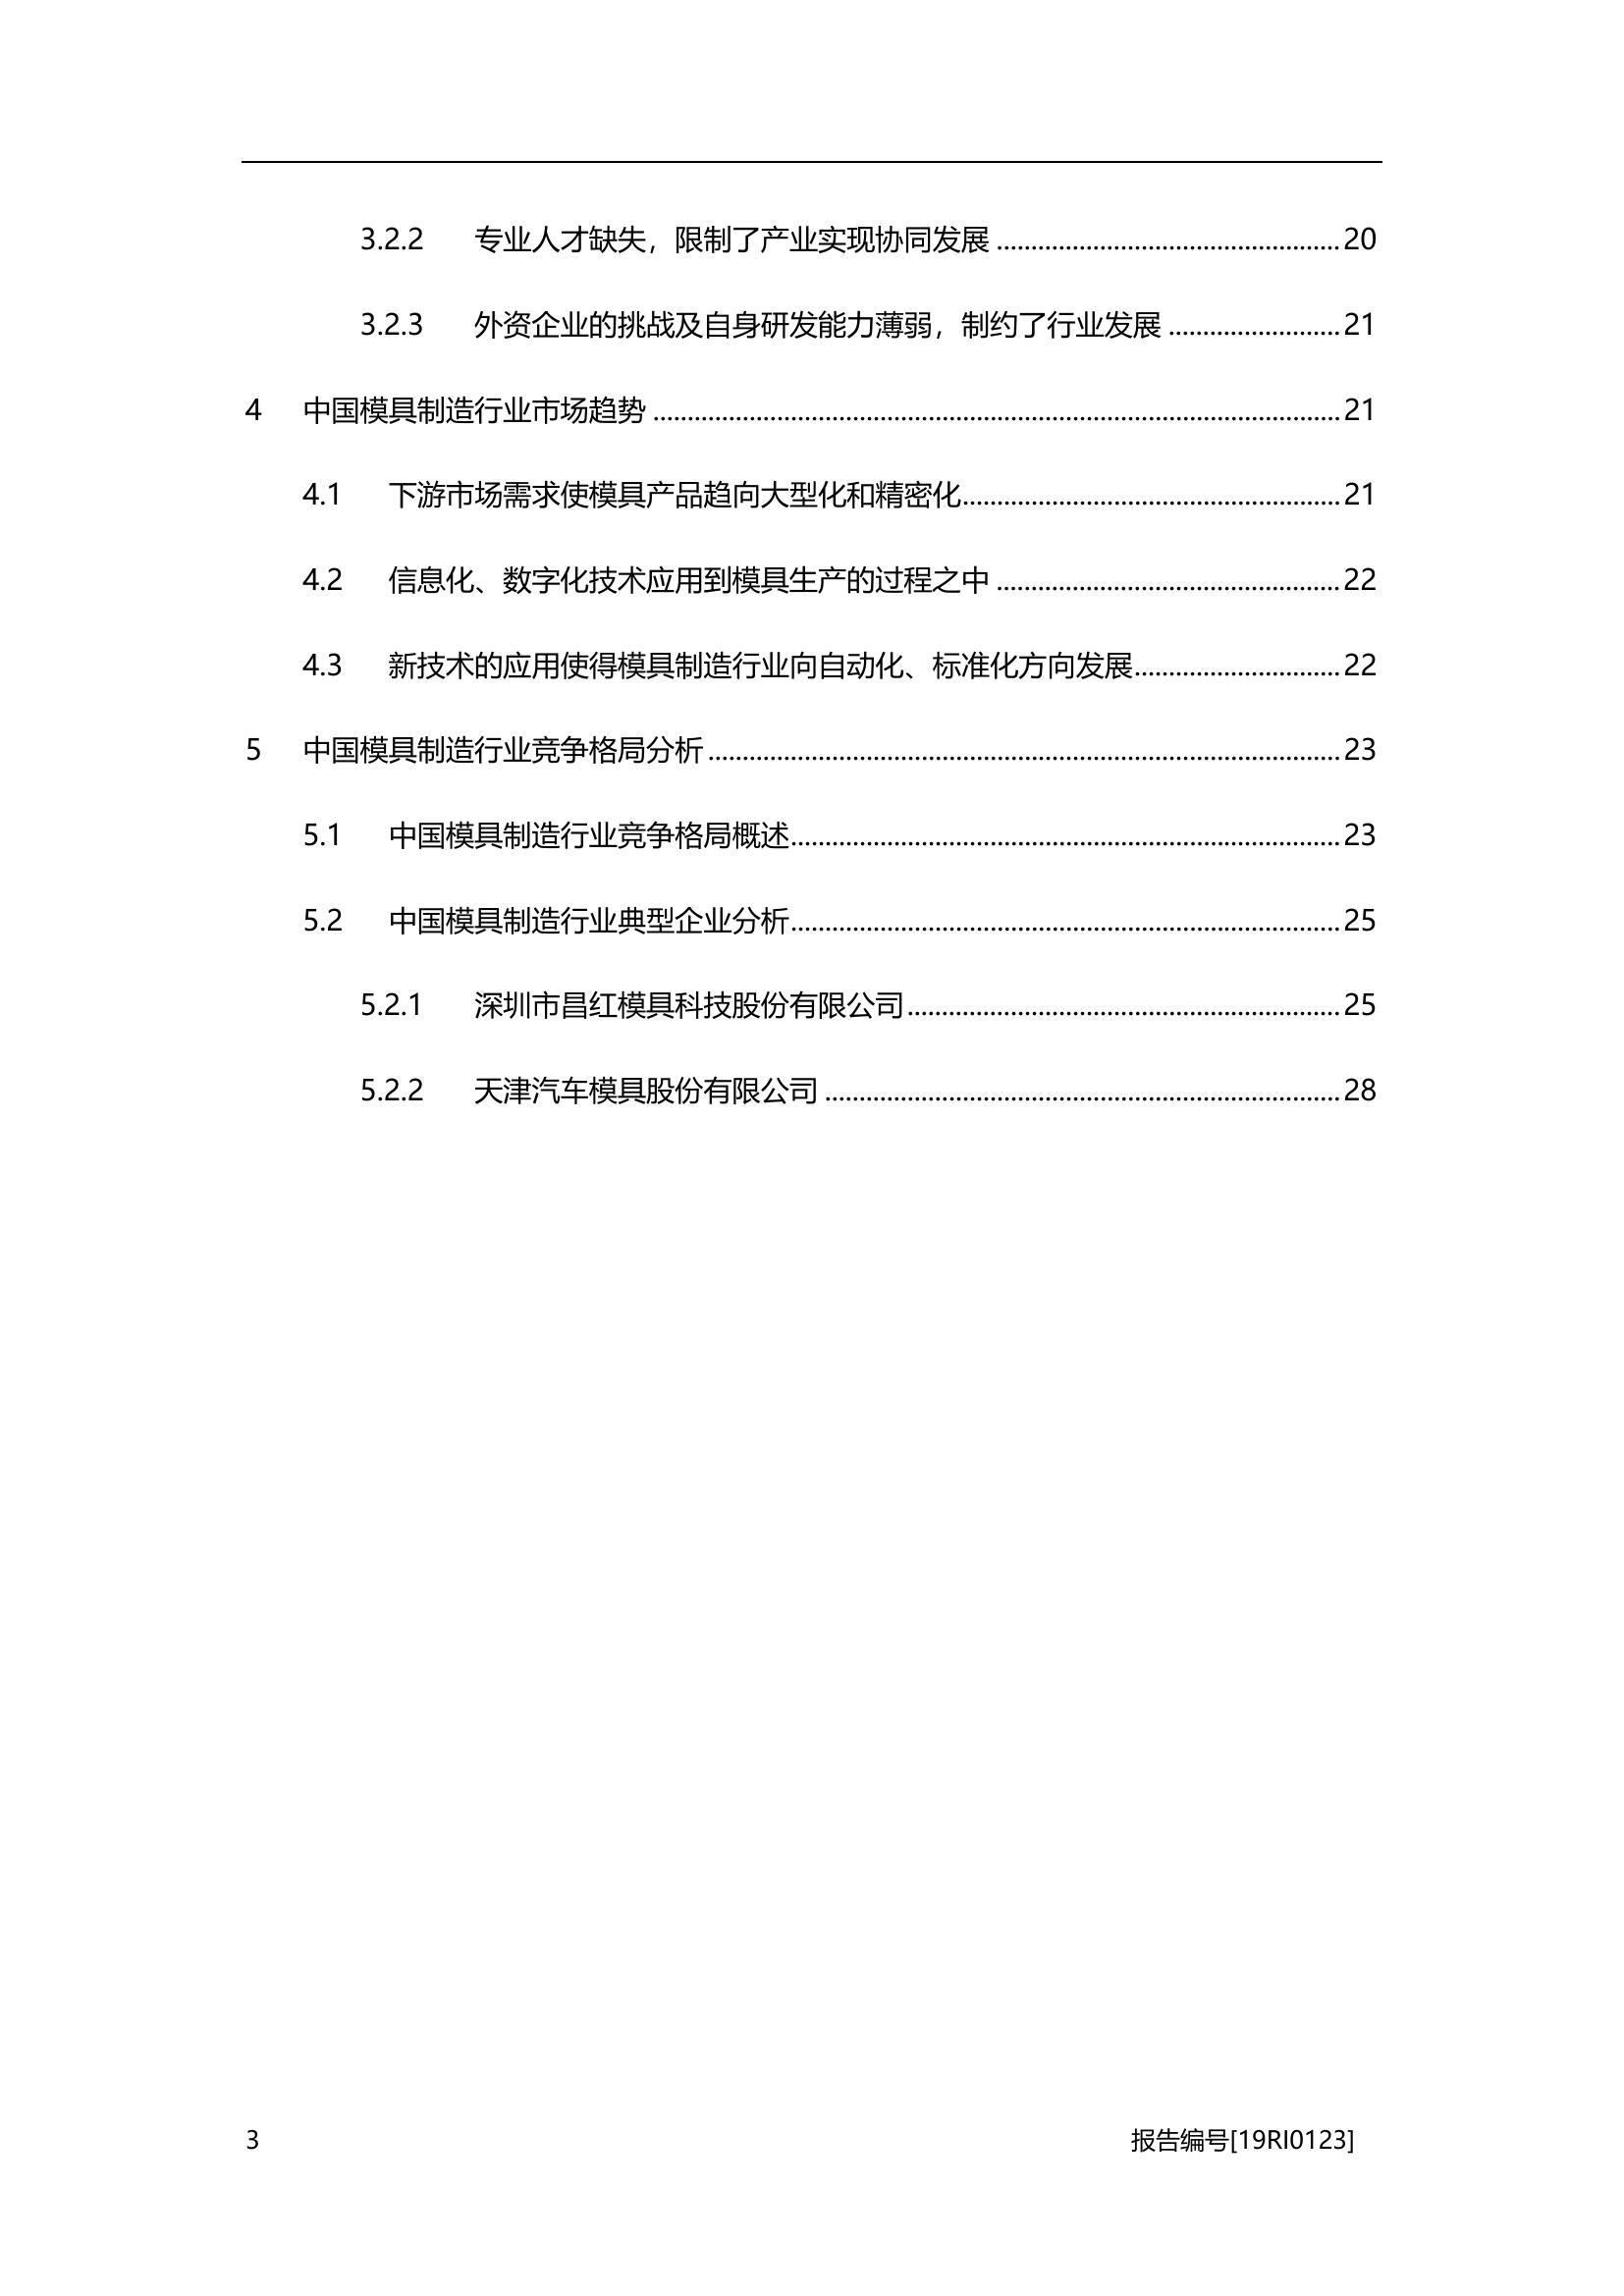 3.2.2 专业人才缺失，限制了产业实现协同发展 ........................................ 20
3.2.3 外资企业的挑战及自身研发能力薄弱，制约了行业发展 .................... 21
4 中国模具制造行业市场趋势 ........................................ 21
4.1 下游市场需求使模具产品趋向大型化和精密化........................................ 21
4.2 信息化、数字化技术应用到模具生产的过程之中 ........................................ 22
4.3 新技术的应用使得模具制造行业向自动化、标准化方向发展.................... 22
5 中国模具制造行业竞争格局分析 ........................................ 23
5.1 中国模具制造行业竞争格局概述........................................ 23
5.2 中国模具制造行业典型企业分析........................................ 25
5.2.1 深圳市昌红模具科技股份有限公司........................................ 25
5.2.2 天津汽车模具股份有限公司 ........................................ 28
3 报告编号[19RI0123]